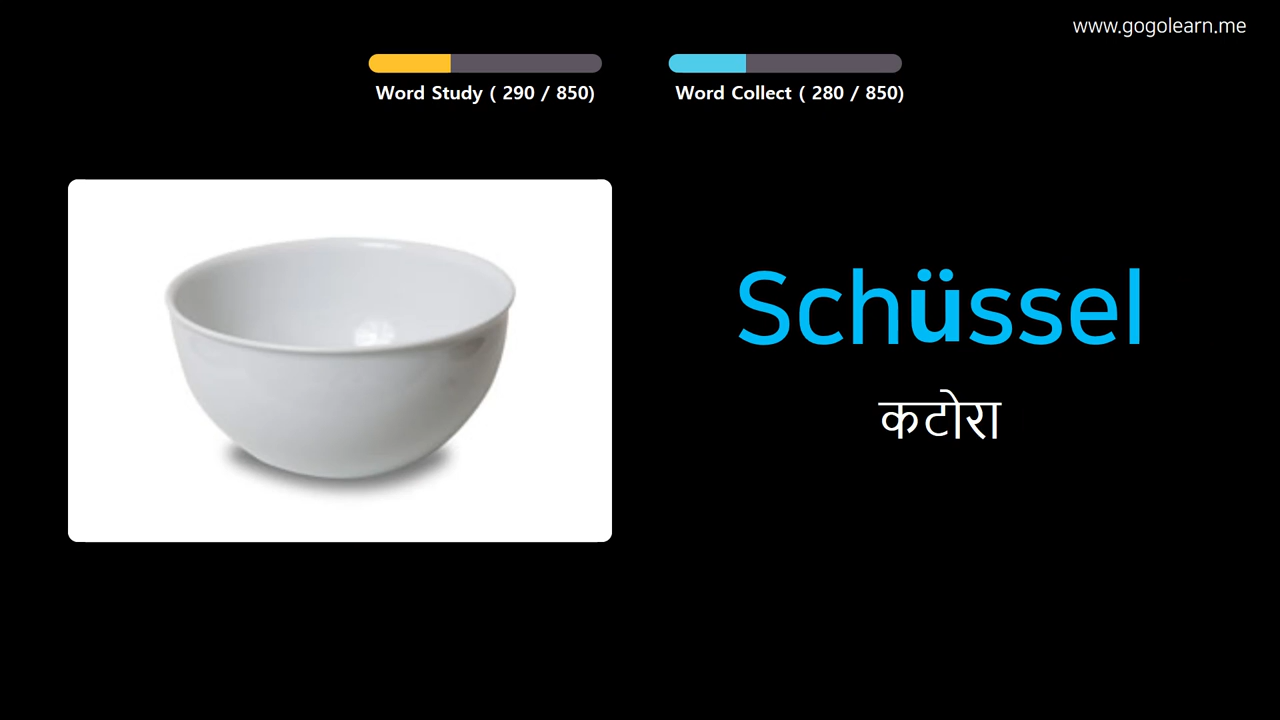 www.gogolearn.me
Word Study ( 290 / 850)
Word Collect ( 280 / 850)
Schüssel
कटोरा